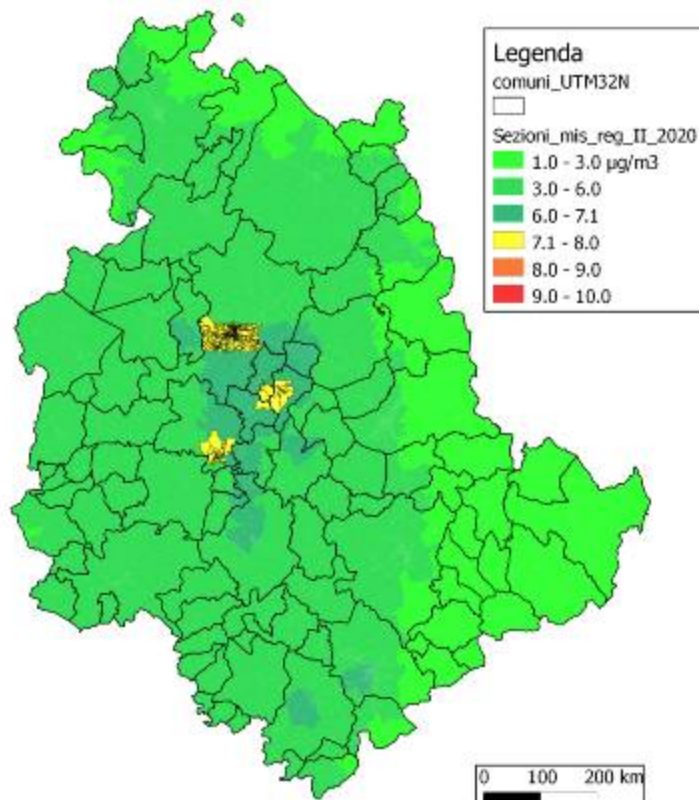 Legenda
comuni_UTM32N
Sezioni_mis_reg_II_2020
1.0 - 3.0 µg/m3
3.0 - 6.0
6.0 - 7.1
7.1 - 8.0
8.0 - 9.0
9.0 - 10.0
0 100 200 km